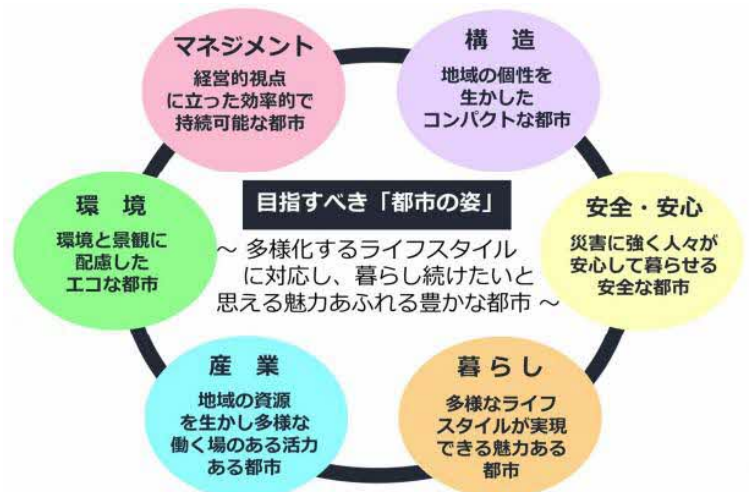 マネジメント
経営的視点
に立った効率的で
持続可能な都市
構　造
地域の個性を
生かした
コンパクトな都市
環　境
環境と景観に
配慮した
エコな都市
目指すべき「都市の姿」
～ 多様化するライフスタイル
に対応し、暮らし続けたいと
思える魅力あふれる豊かな都市 ～
安全・安心
災害に強く人々が
安心して暮らせる
安全な都市
産　業
地域の資源
を生かし多様な
働く場のある活力
ある都市
暮 ら し
多様なライフ
スタイルが実現
できる魅力ある
都市